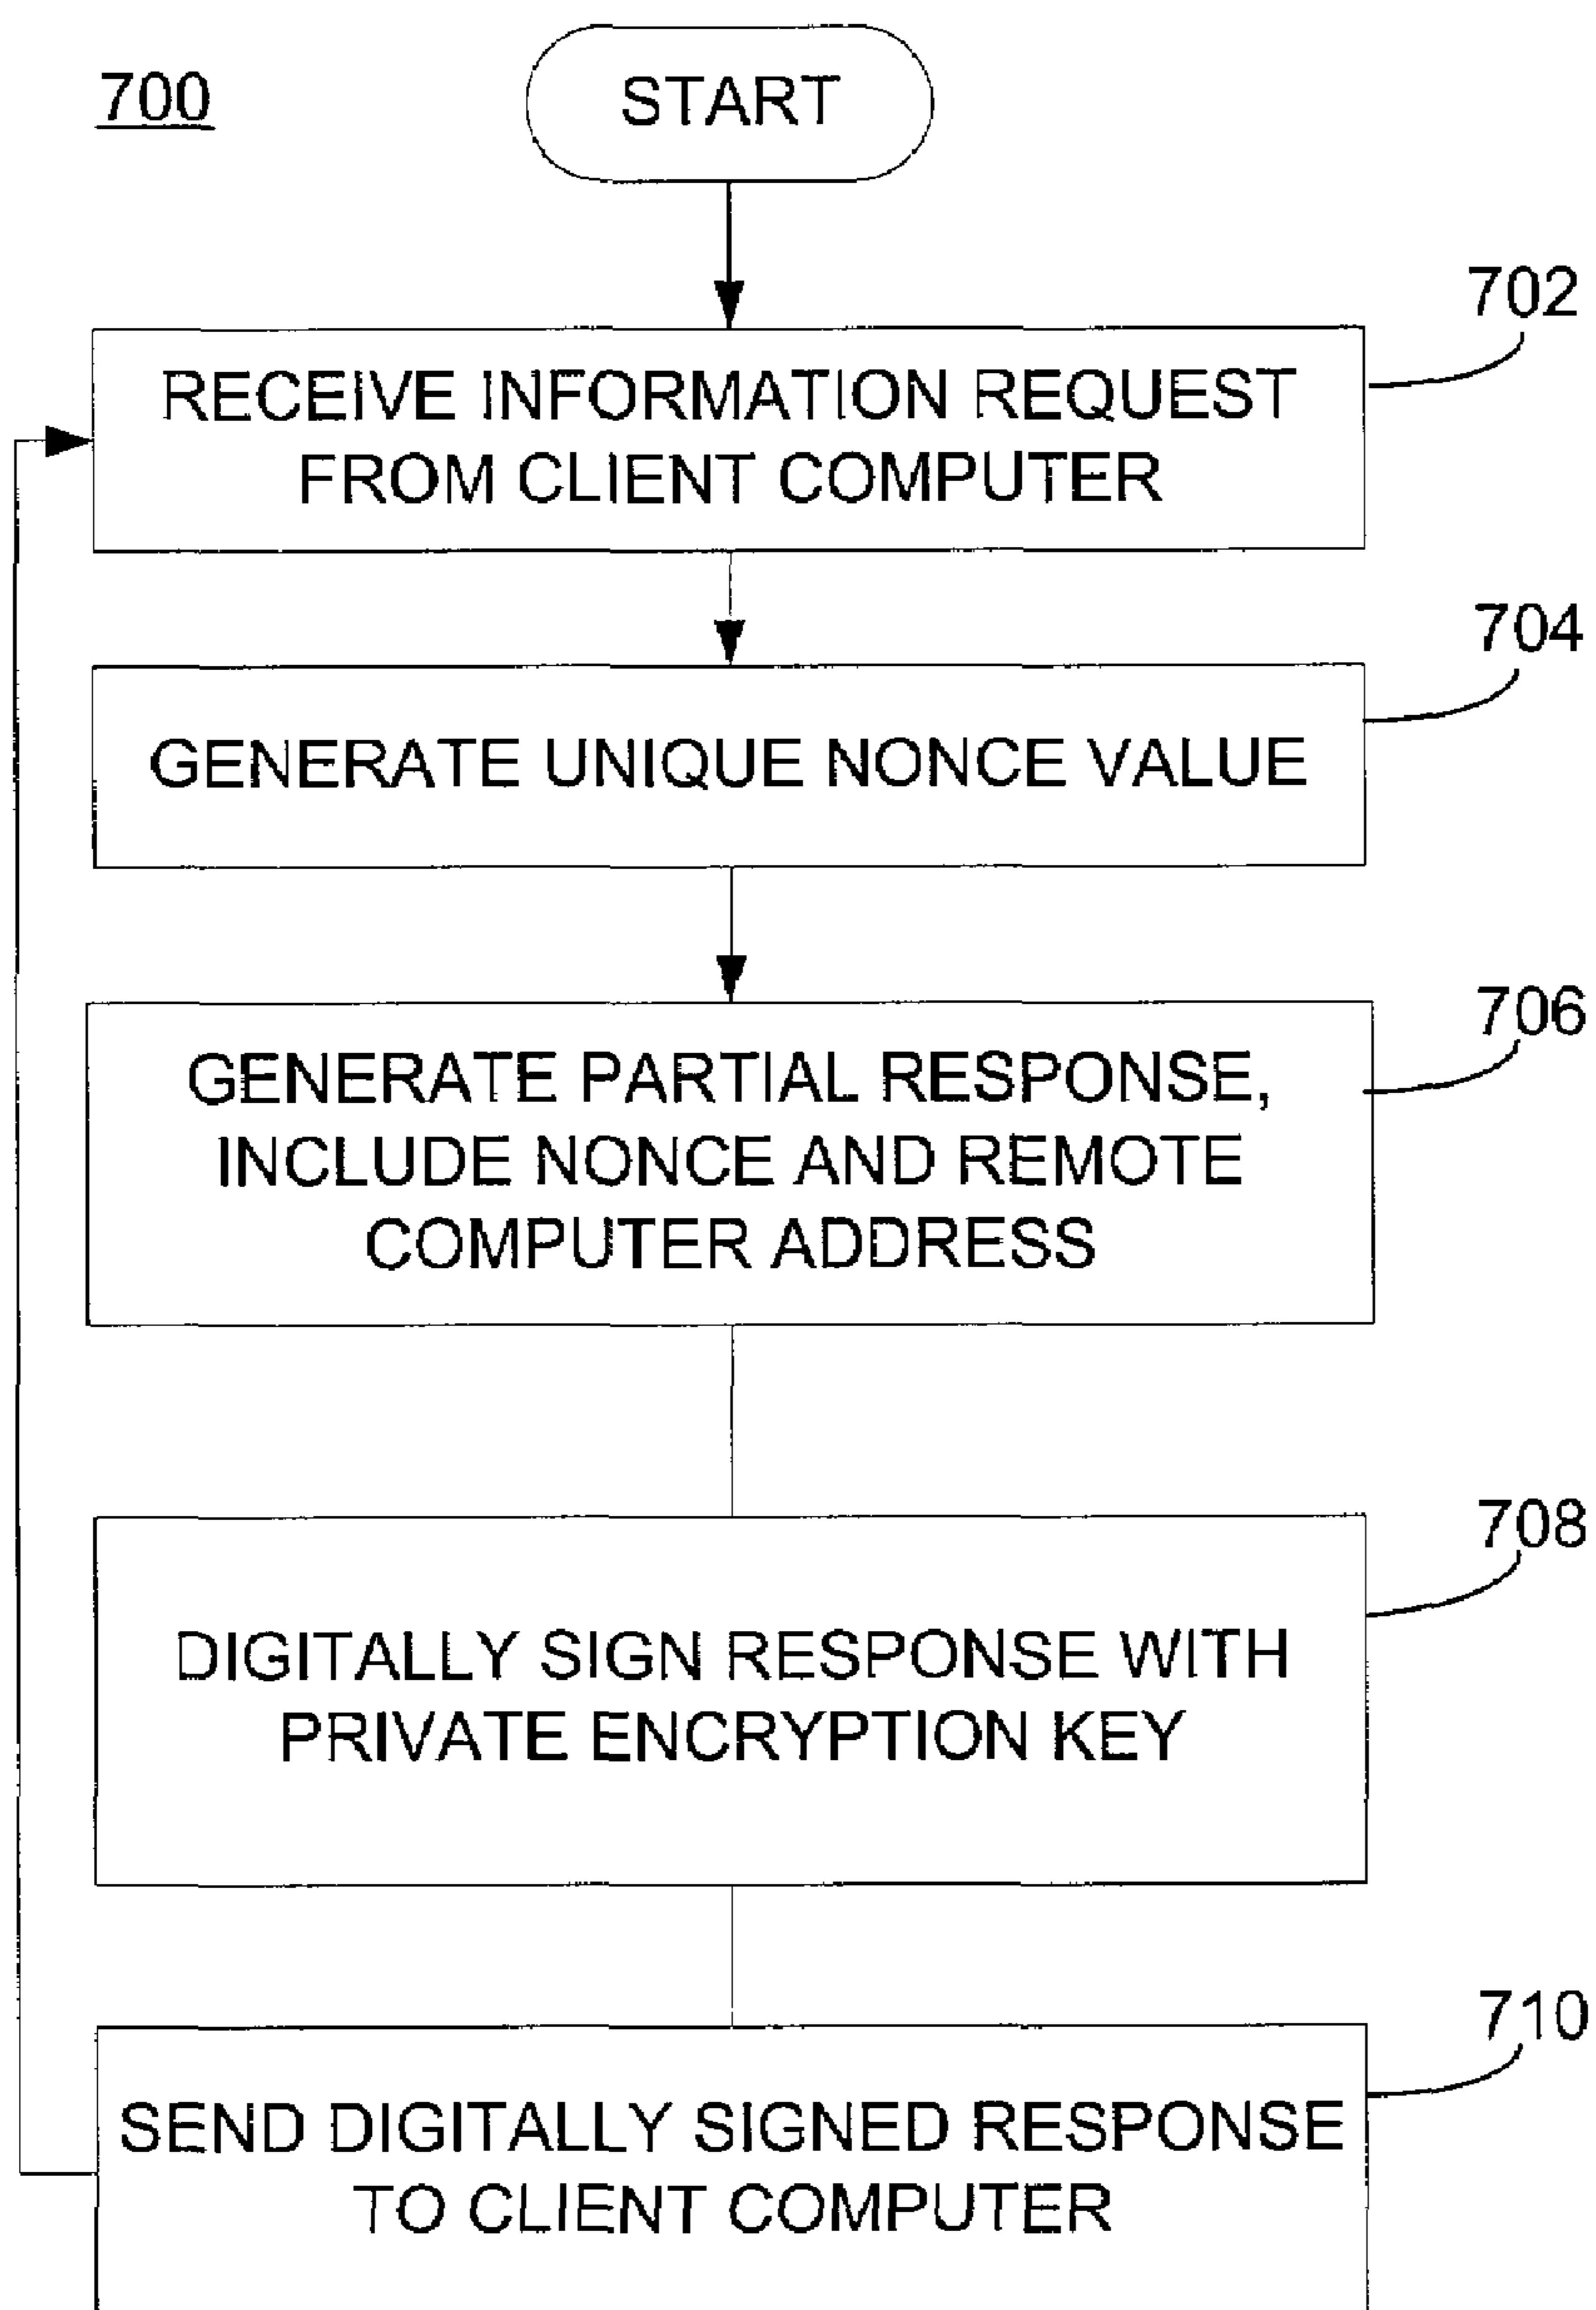 700
START
702
RECEIVE INFORMATION REQUEST
FROM CLIENT COMPUTER
704
GENERATE UNIQUE NONCE VALUE
706
GENERATE PARTIAL RESPONSE,
INCLUDE NONCE AND REMOTE
COMPUTER ADDRESS
708
DIGITALLY SIGN RESPONSE WITH
PRIVATE ENCRYPTION KEY
710
SEND DIGITALLY SIGNED RESPONSE
TO CLIENT COMPUTER